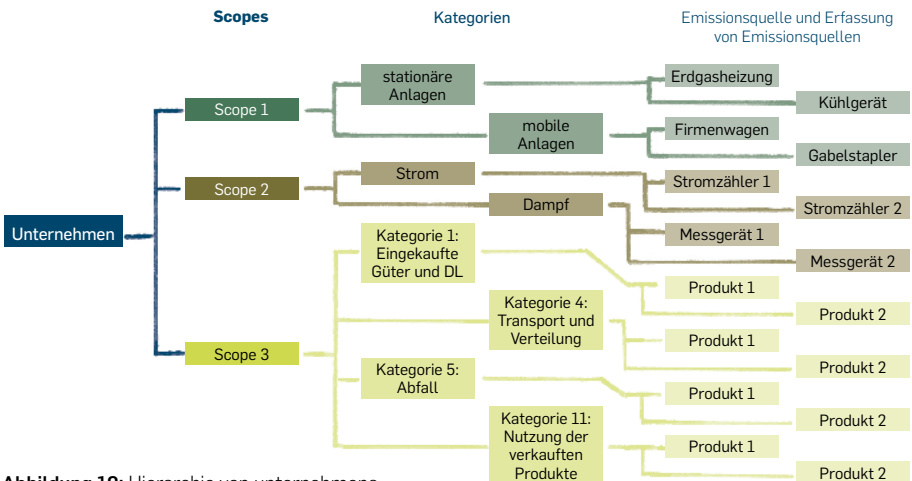 Scopes
Kategorien
Emissionsquelle und Erfassung
von Emissionsquellen
Unternehmen
Scope 1
stationäre
Anlagen
Erdgasheizung
Kühlgerät
mobile
Anlagen
Firmenwagen
Gabelstapler
Scope 2
Strom
Stromzähler 1
Stromzähler 2
Dampf
Messgerät 1
Messgerät 2
Scope 3
Kategorie 1:
Eingekaufte
Güter und DL
Produkt 1
Produkt 2
Kategorie 4:
Transport und
Verteilung
Produkt 1
Produkt 2
Kategorie 5:
Abfall
Produkt 1
Produkt 2
Kategorie 11:
Nutzung der
verkauften
Produkte
Produkt 1
Produkt 2
Hierarchie von unternehmens